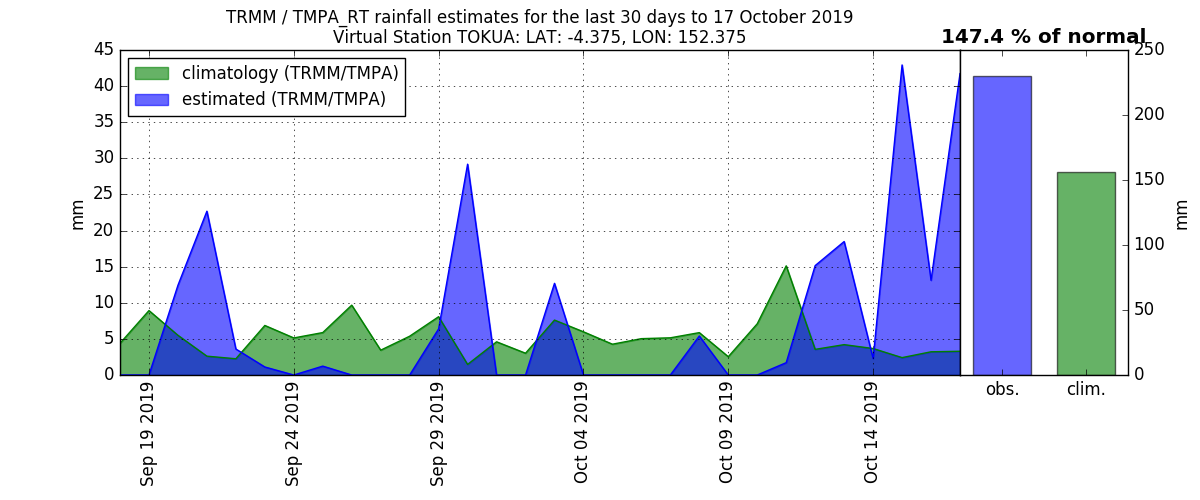 TRMM / TMPA_RT rainfall estimates for the last 30 days to 17 October 2019
Virtual Station TOKUA: LAT: -4.375, LON: 152.375
147.4 % of normal
climatology (TRMM/TMPA)
estimated (TRMM/TMPA)
45
40
35
30
25
20
15
10
5
0
mm
250
200
150
100
50
0
mm
Sep 19 2019
Sep 24 2019
Sep 29 2019
Oct 04 2019
Oct 09 2019
Oct 14 2019
obs.
clim.